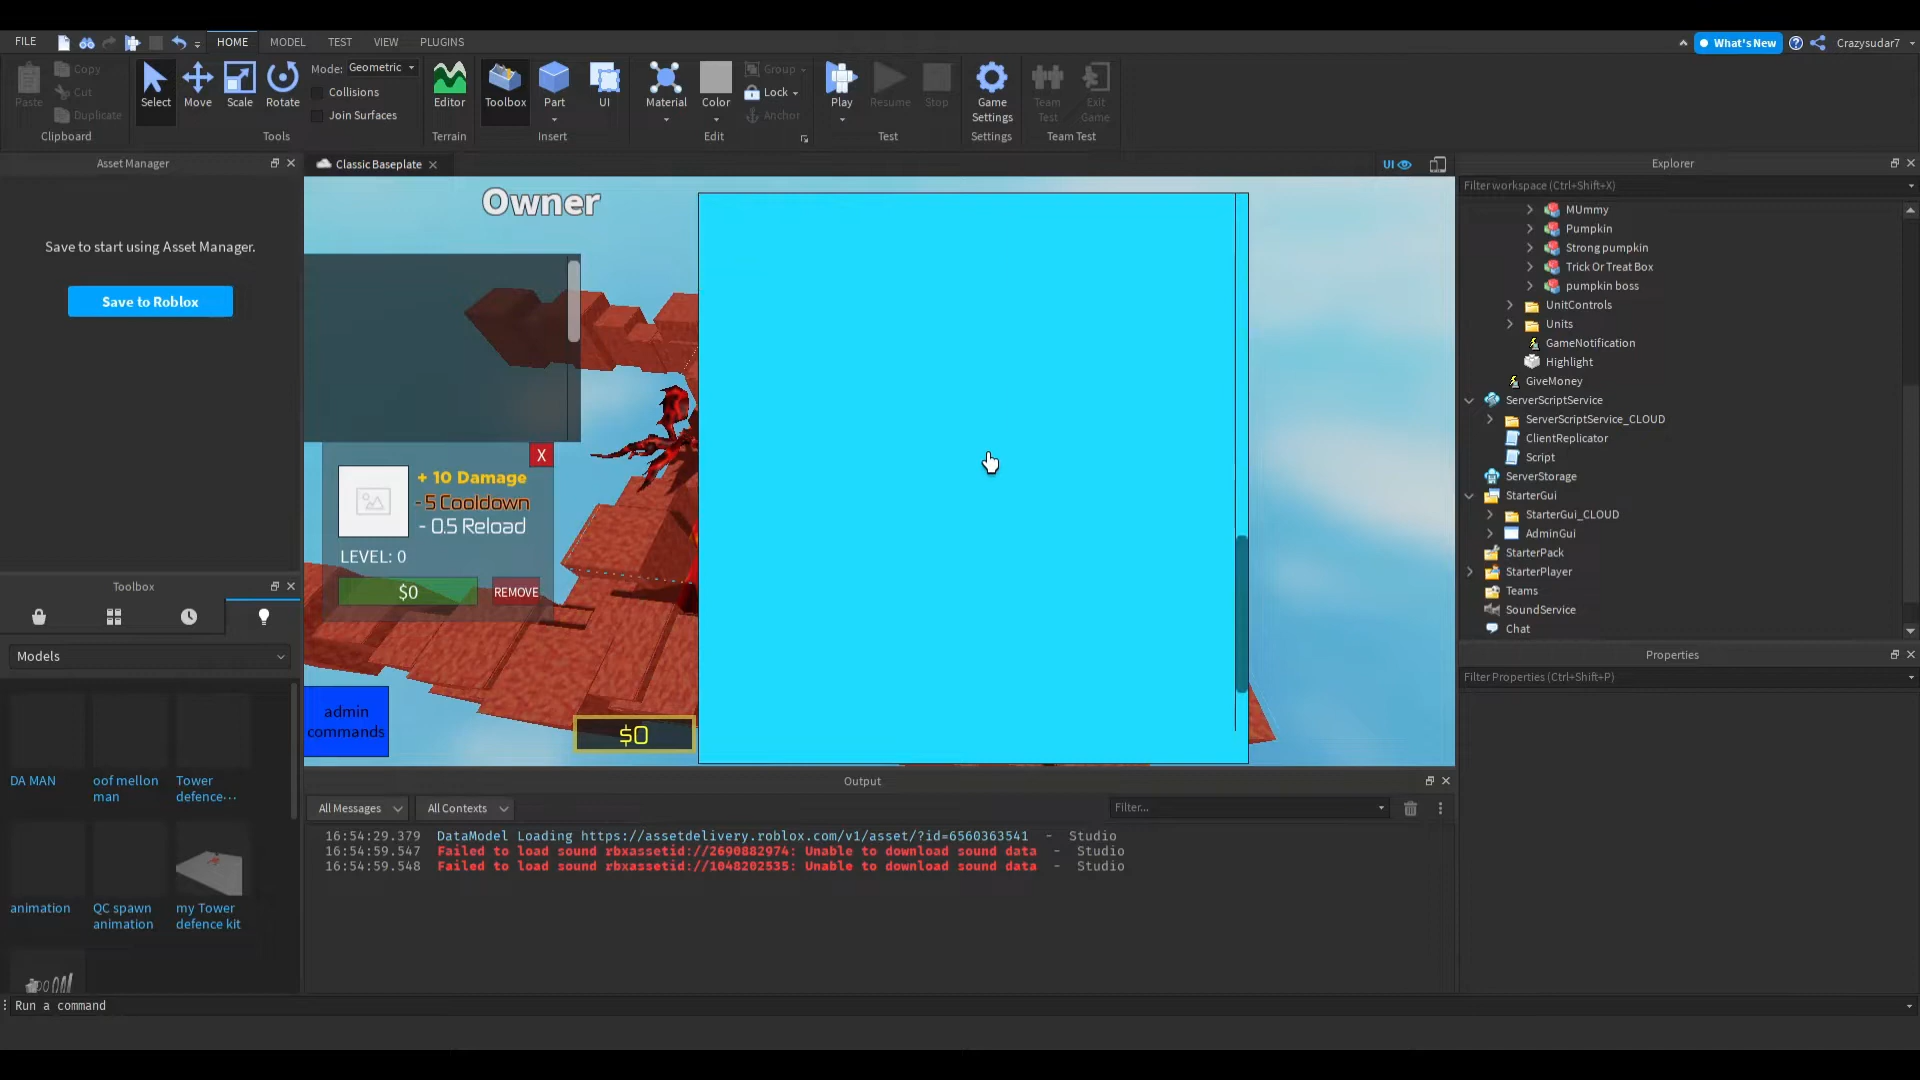 FILE HOME MODEL TEST VIEW PLUGINS What's New Crazysudar7
Copy Mode: Geometric Group
Cut Collisions Lock
Paste Duplicate Select Move Scale Rotate Join Surfaces Editor Toolbox Part UI Material Color Anchor Play Resume Stop Game Settings Team Test Exit Game
Clipboard Tools Terrain Insert Edit Test Settings Team Test
Asset Manager
Save to start using Asset Manager.
Save to Roblox
Toolbox
Models
DA MAN
oof mellon man
Tower defence...
animation
QC spawn animation
my Tower defence kit
Classic Baseplate
UI
Owner
X
+ 10 Damage
- 5 Cooldown
- 0.5 Reload
LEVEL: 0
$0
REMOVE
admin
commands
$0
Output
All Messages All Contexts Filter...
16:54:29.379 DataModel Loading https://assetdelivery.roblox.com/v1/asset/?id=6560363541 - Studio
16:54:59.547 Failed to load sound rbxassetid://2690882974: Unable to download sound data - Studio
16:54:59.548 Failed to load sound rbxassetid://1048202535: Unable to download sound data - Studio
Explorer
Filter workspace (Ctrl+Shift+X)
MUmmy
Pumpkin
Strong pumpkin
Trick Or Treat Box
pumpkin boss
UnitControls
Units
GameNotification
Highlight
GiveMoney
ServerScriptService
ServerScriptService_CLOUD
ClientReplicator
Script
ServerStorage
StarterGui
StarterGui_CLOUD
AdminGui
StarterPack
StarterPlayer
Teams
SoundService
Chat
Properties
Filter Properties (Ctrl+Shift+P)
Run a command